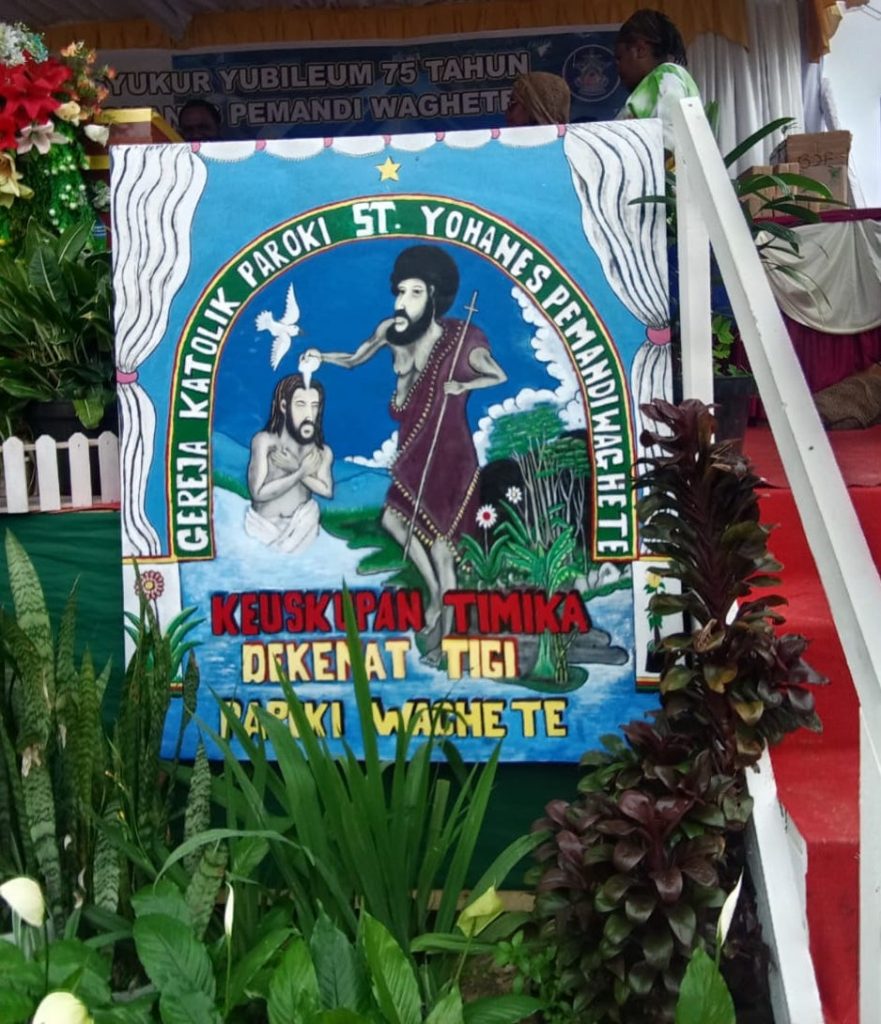 YUKUR YUBILEUM 75 TAHUN
PEMANDI WAGHETE
GEREJA KATOLIK PAROKI ST. YOHANES PEMANDI WAGHETE
KEUSKUPAN TIMIKA
DEKENAT TIGI
PAROKI WAGHETE